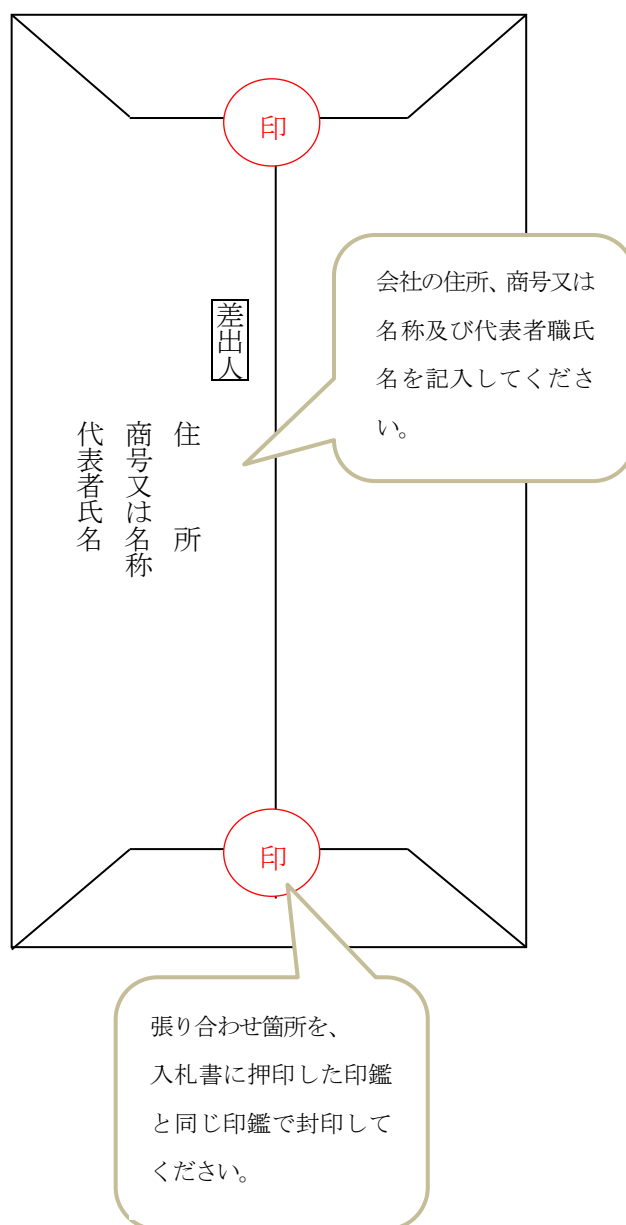 印
会社の住所、商号又は
名称及び代表者職氏
名を記入してくださ
い。
差出人
住所
商号又は名称
代表者氏名
印
張り合わせ箇所を、
入札書に押印した印鑑
と同じ印鑑で封印して
ください。